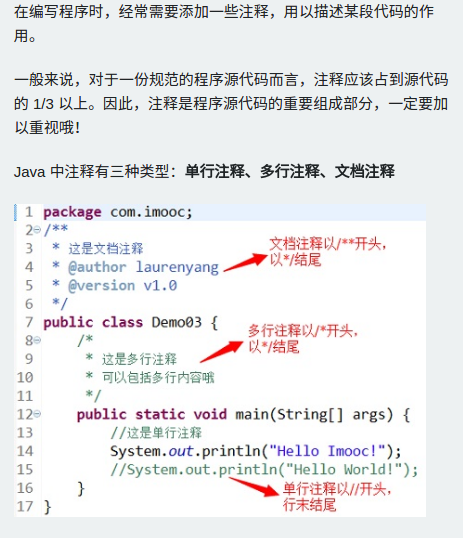 在编写程序时，经常需要添加一些注释，用以描述某段代码的作
用。
一般来说，对于一份规范的程序源代码而言，注释应该占到源代码
的 1/3 以上。因此，注释是程序源代码的重要组成部分，一定要加
以重视哦！
Java 中注释有三种类型：单行注释、多行注释、文档注释
1 package com.imooc;
2 /**
3  * 这是文档注释
4  * @author laurenyang
5  * @version v1.0
6  */
文档注释以/**开头，
以*/结尾
7 public class Demo03 {
8     /*
9      * 这是多行注释
10      * 可以包括多行内容哦
11      */
多行注释以/*开头，
以*/结尾
12     public static void main(String[] args) {
13         //这是单行注释
14         System.out.println("Hello Imooc!");
15         //System.out.println("Hello World!");
16     }
17 }
单行注释以//开头，
行末结尾